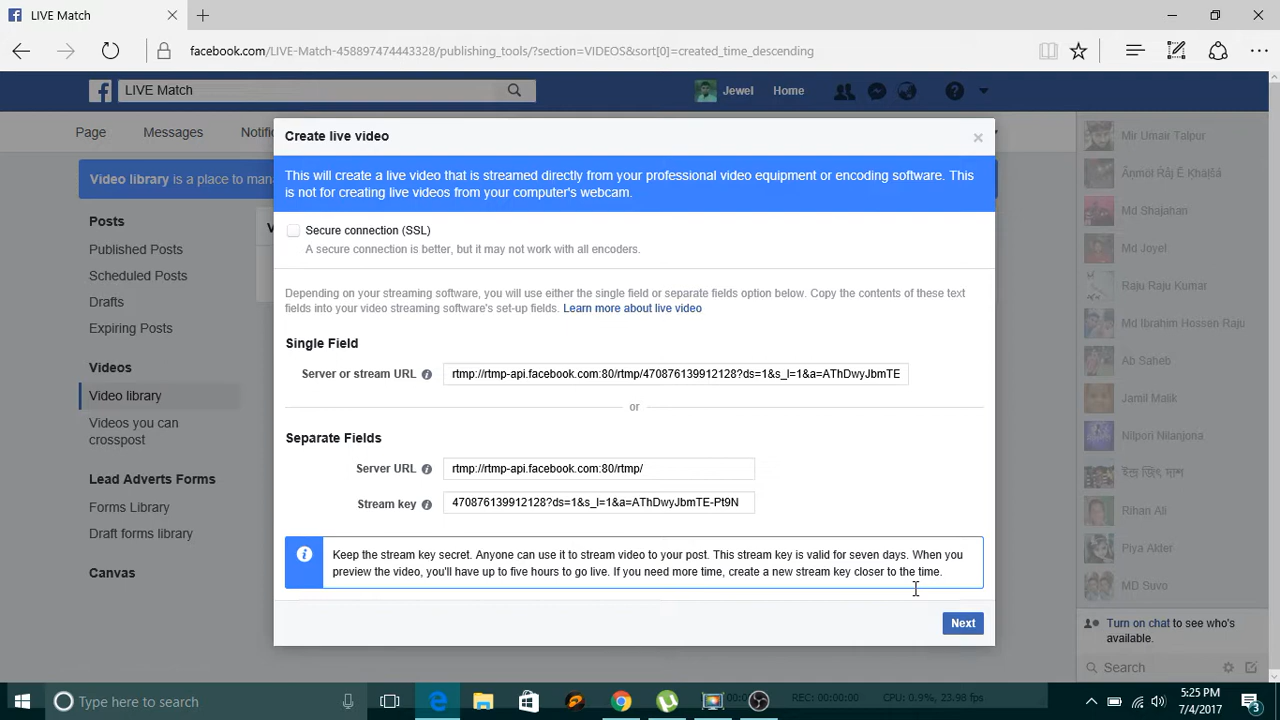 LIVE Match
facebook.com/LIVE-Match-458897474443328/publishing_tools/?section=VIDEOS&sort[0]=created_time_descending
LIVE Match
Jewel
Home
Page
Messages
Notifi
Create live video
Video library is a place to mana
This will create a live video that is streamed directly from your professional video equipment or encoding software. This
is not for creating live videos from your computer's webcam.
Posts
Published Posts
Scheduled Posts
Drafts
Expiring Posts
Videos
Video library
Videos you can
crosspost
Lead Adverts Forms
Forms Library
Draft forms library
Canvas
V
Secure connection (SSL)
A secure connection is better, but it may not work with all encoders.
Depending on your streaming software, you will use either the single field or separate fields option below. Copy the contents of these text
fields into your video streaming software's set-up fields. Learn more about live video
Single Field
Server or stream URL
rtmp://rtmp-api.facebook.com:80/rtmp/470876139912128?ds=1&s_l=1&a=AThDwyJbmTE
or
Separate Fields
Server URL
rtmp://rtmp-api.facebook.com:80/rtmp/
Stream key
470876139912128?ds=1&s_l=1&a=AThDwyJbmTE-Pt9N
Keep the stream key secret. Anyone can use it to stream video to your post. This stream key is valid for seven days. When you
preview the video, you'll have up to five hours to go live. If you need more time, create a new stream key closer to the time.
Next
Mir Umair Talpur
Md Shajahan
Md Joyel
Raju Raju Kumar
Md Ibrahim Hossen Raju
Ab Saheb
Jamil Malik
Nilpori Nilanjona
Rihan Ali
Piya Akter
MD Suvo
Turn on chat to see who's
available.
Search
Type here to search
REC: 00:00:00
CPU: 0.9%, 23.98 fps
5:25 PM
7/4/2017
3